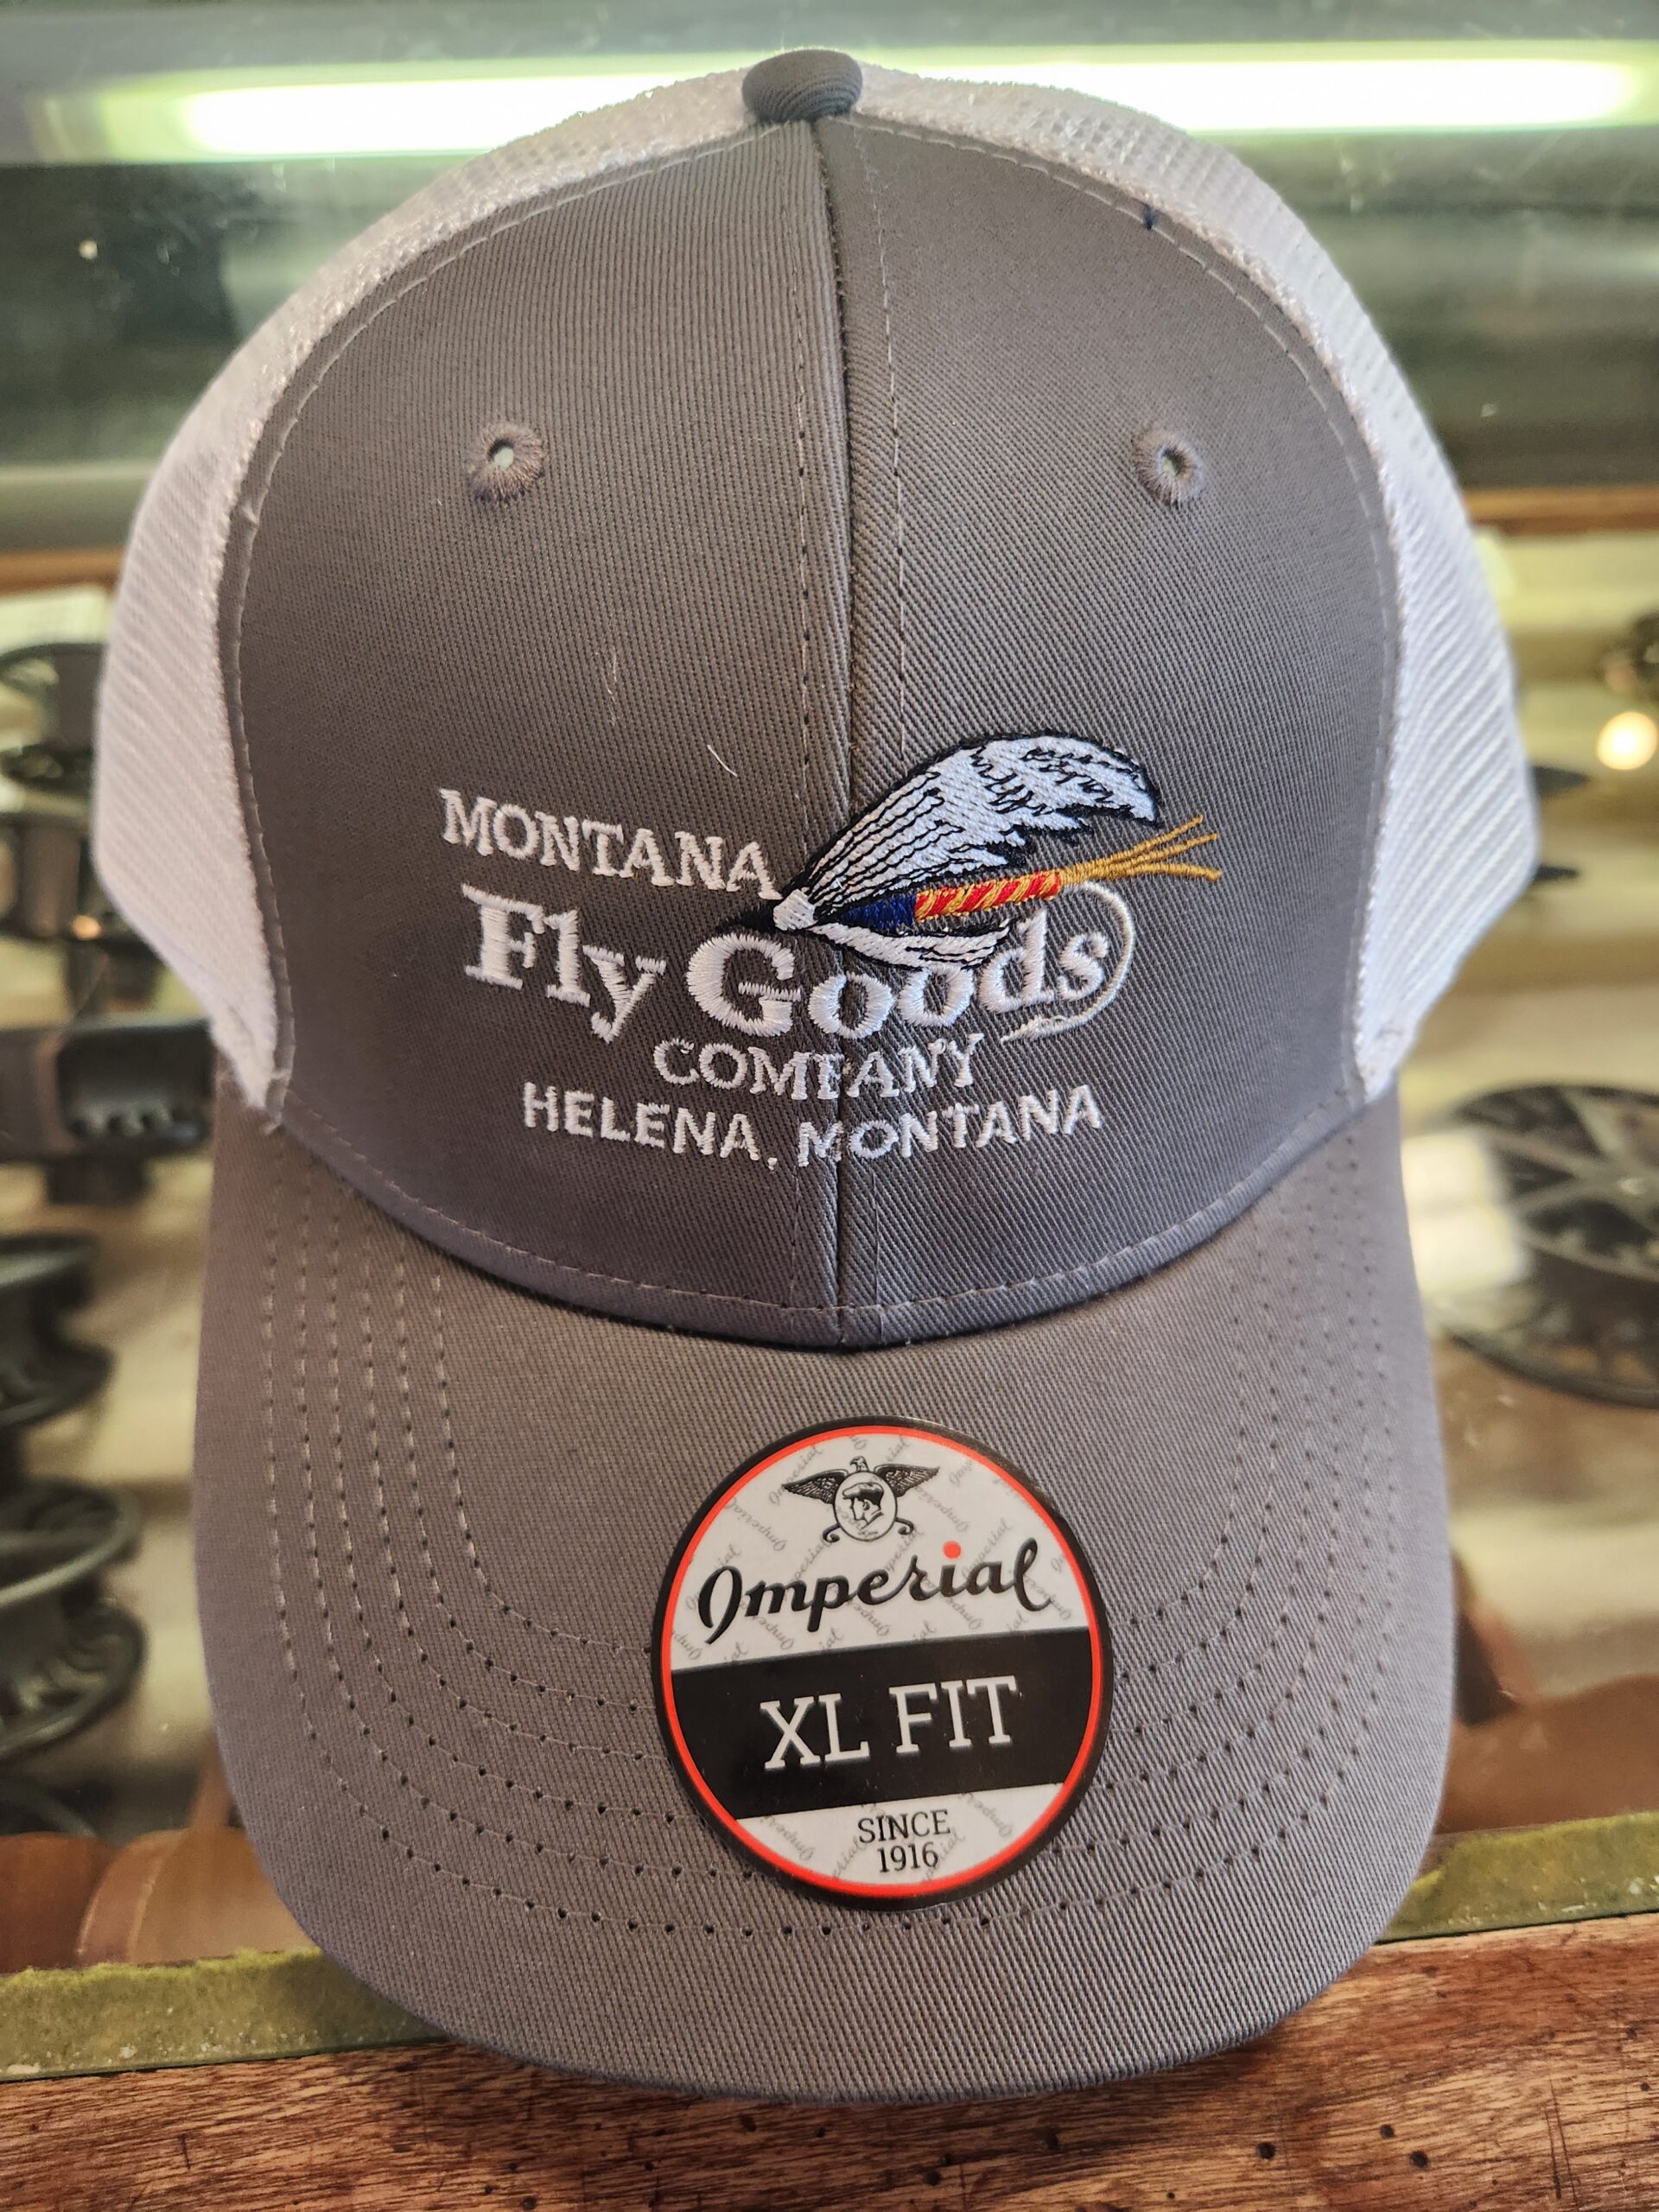 MONTANA
Fly Goods
COMPANY
HELENA, MONTANA
Imperial
XL FIT
SINCE
1916